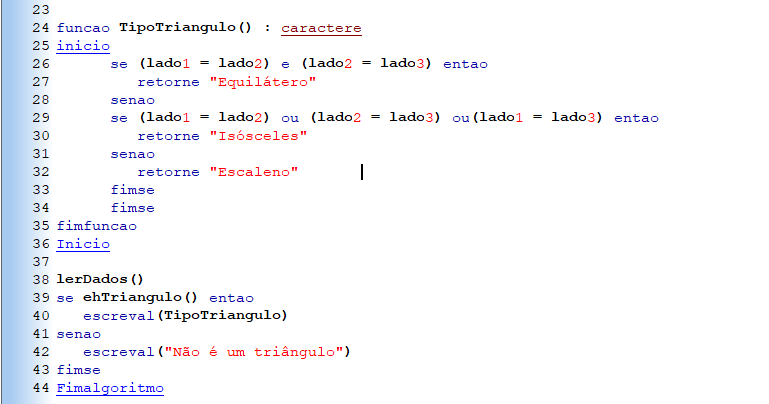 23
24 funcao TipoTriangulo() : caractere
25 inicio
26       se (lado1 = lado2) e (lado2 = lado3) entao
27          retorne "Equilátero"
28       senao
29       se (lado1 = lado2) ou (lado2 = lado3) ou(lado1 = lado3) entao
30          retorne "Isósceles"
31       senao
32          retorne "Escaleno"
33       fimse
34       fimse
35 fimfuncao
36 Inicio
37
38 lerDados()
39 se ehTriangulo() entao
40    escreval(TipoTriangulo)
41 senao
42    escreval("Não é um triângulo")
43 fimse
44 Fimalgoritmo